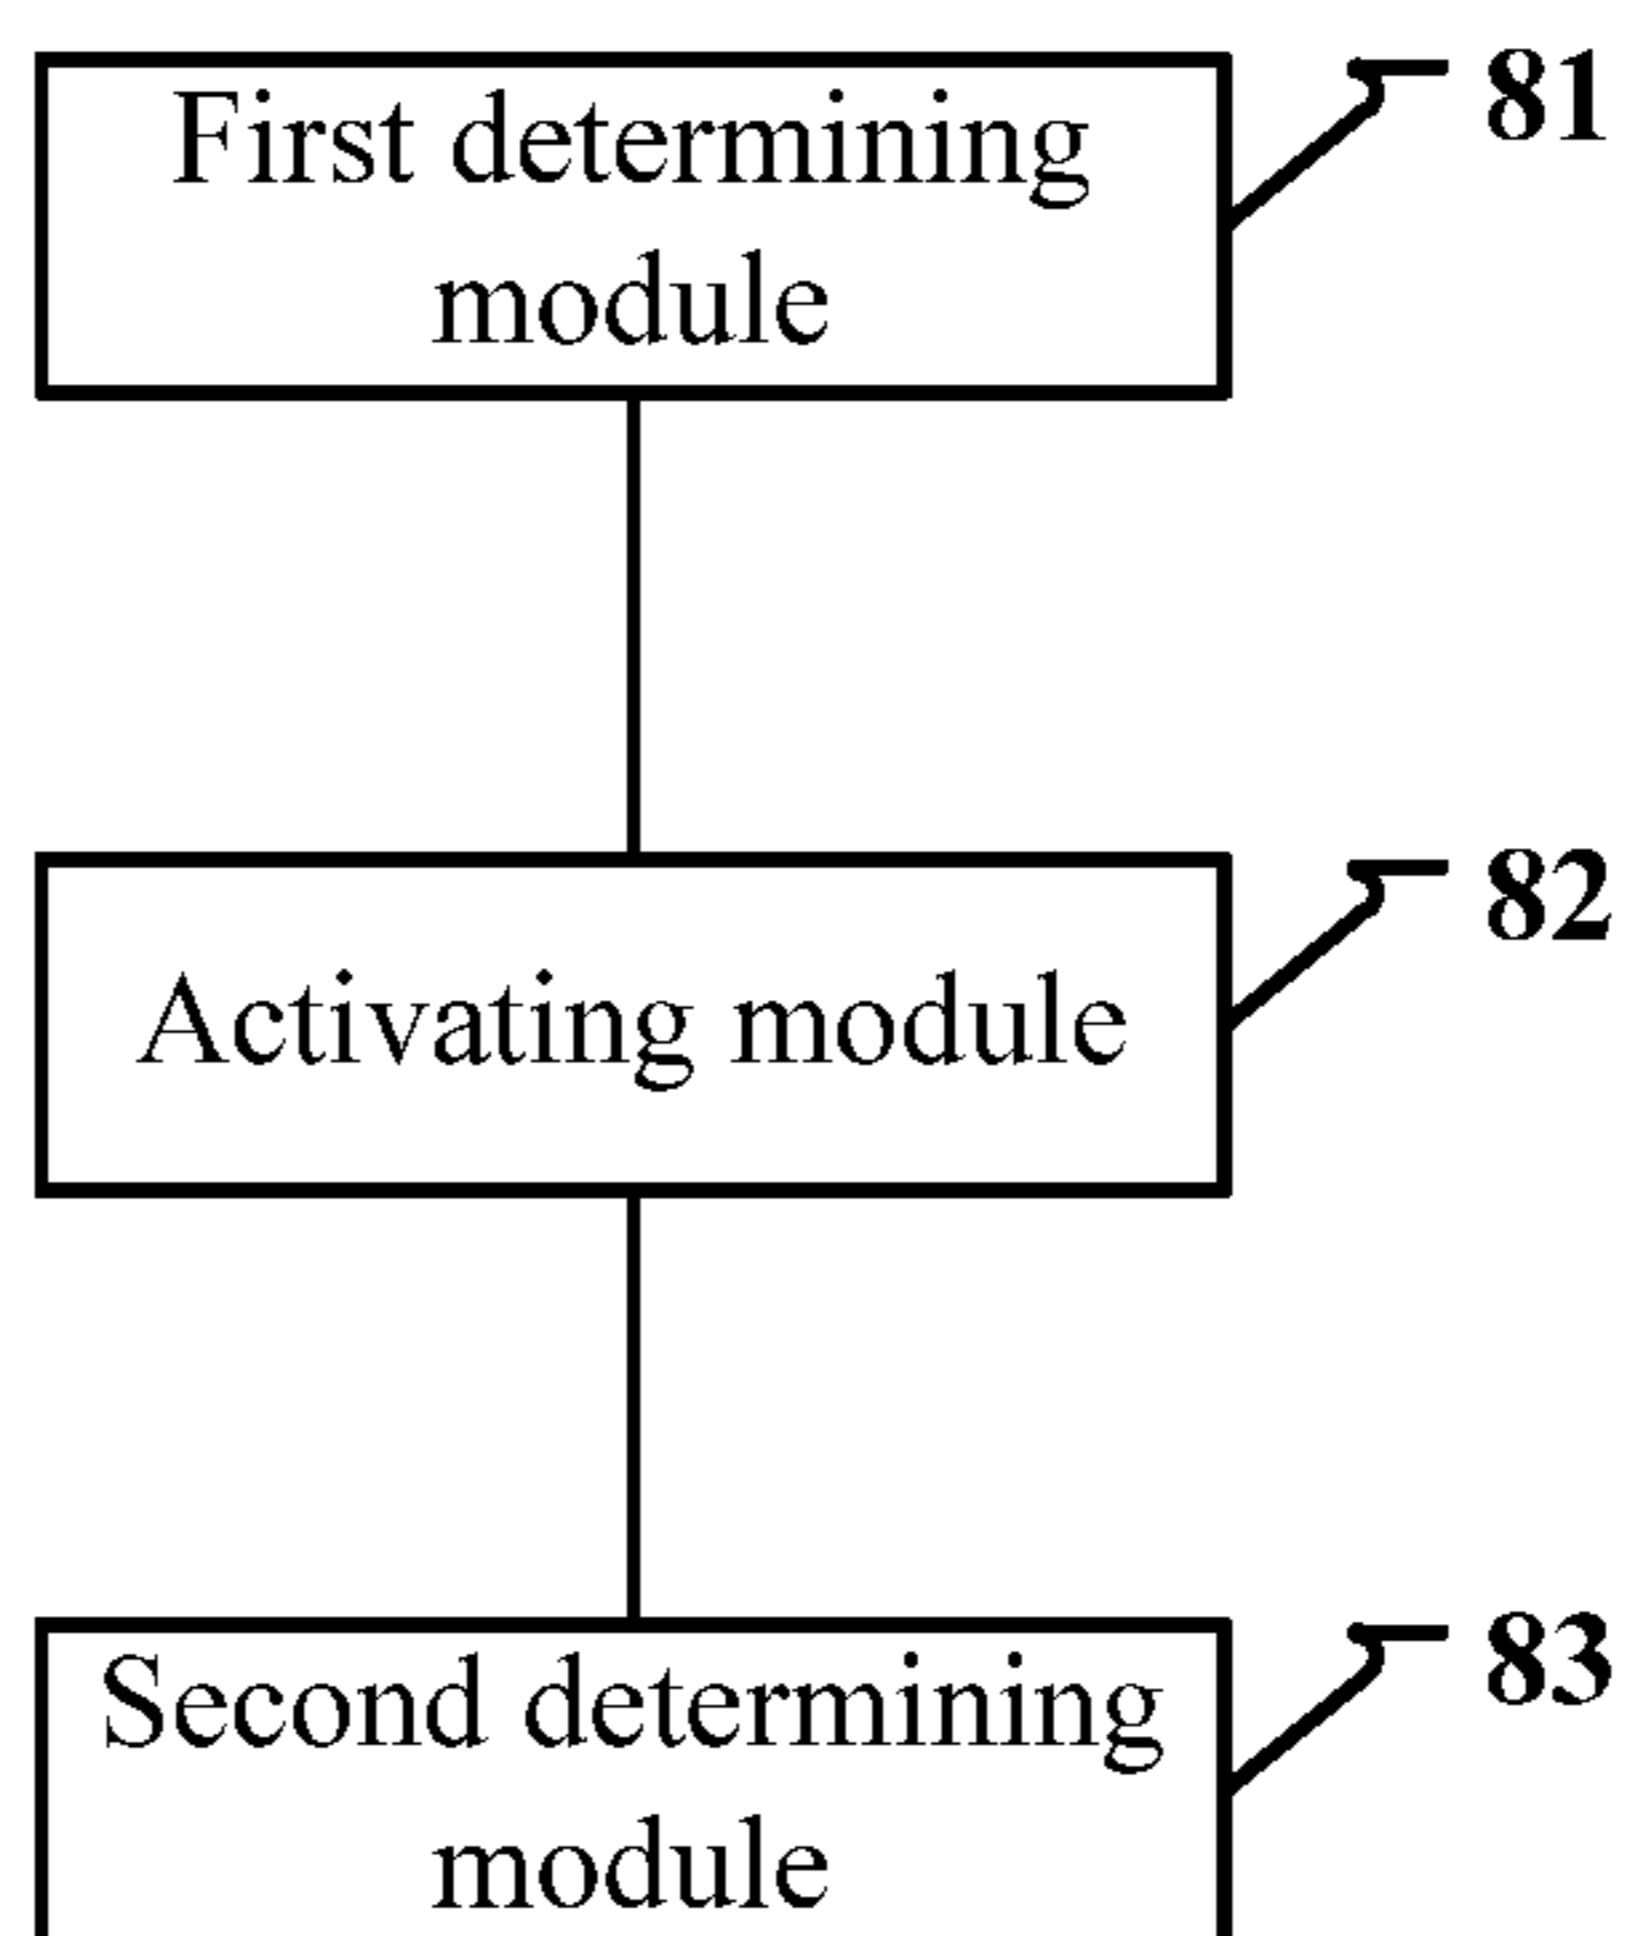 First determining
module
81
Activating module
82
Second determining
module
83